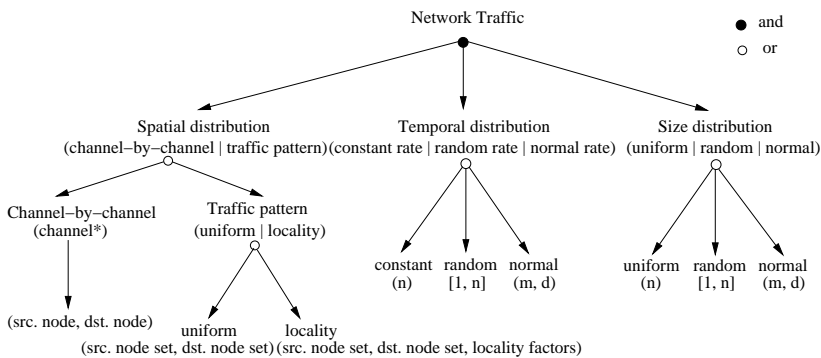 Network Traffic
and
or
Spatial distribution
(channel−by−channel | traffic pattern)
Temporal distribution
(constant rate | random rate | normal rate)
Size distribution
(uniform | random | normal)
Channel−by−channel
(channel*)
Traffic pattern
(uniform | locality)
constant
(n)
random
[1, n]
normal
(m, d)
uniform
(n)
random
[1, n]
normal
(m, d)
(src. node, dst. node)
uniform
(src. node set, dst. node set)
locality
(src. node set, dst. node set, locality factors)